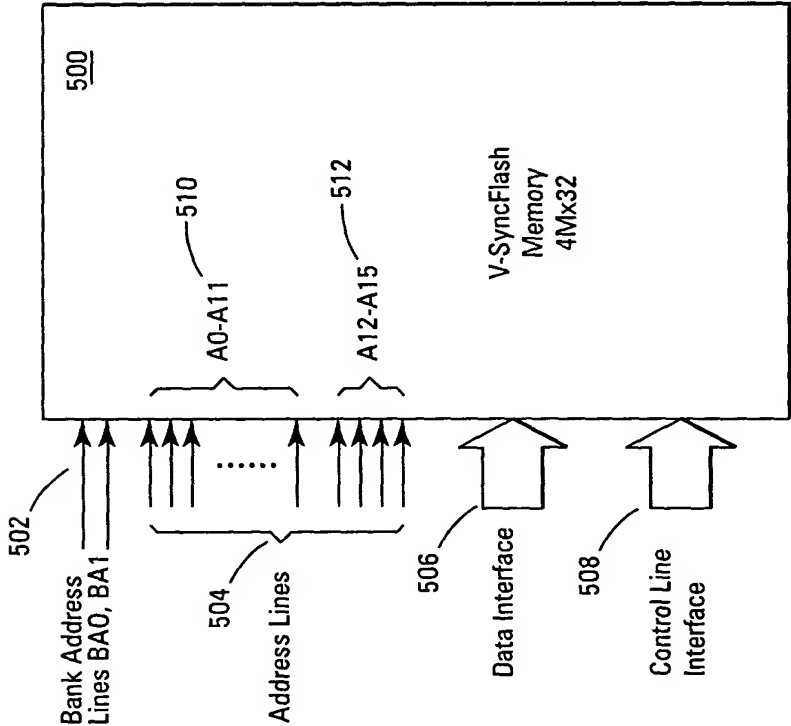 500
502
Bank Address
Lines BA0, BA1
510
A0-A11
......
504
Address Lines
512
A12-A15
V-SyncFlash
Memory
4Mx32
506
Data Interface
508
Control Line
Interface